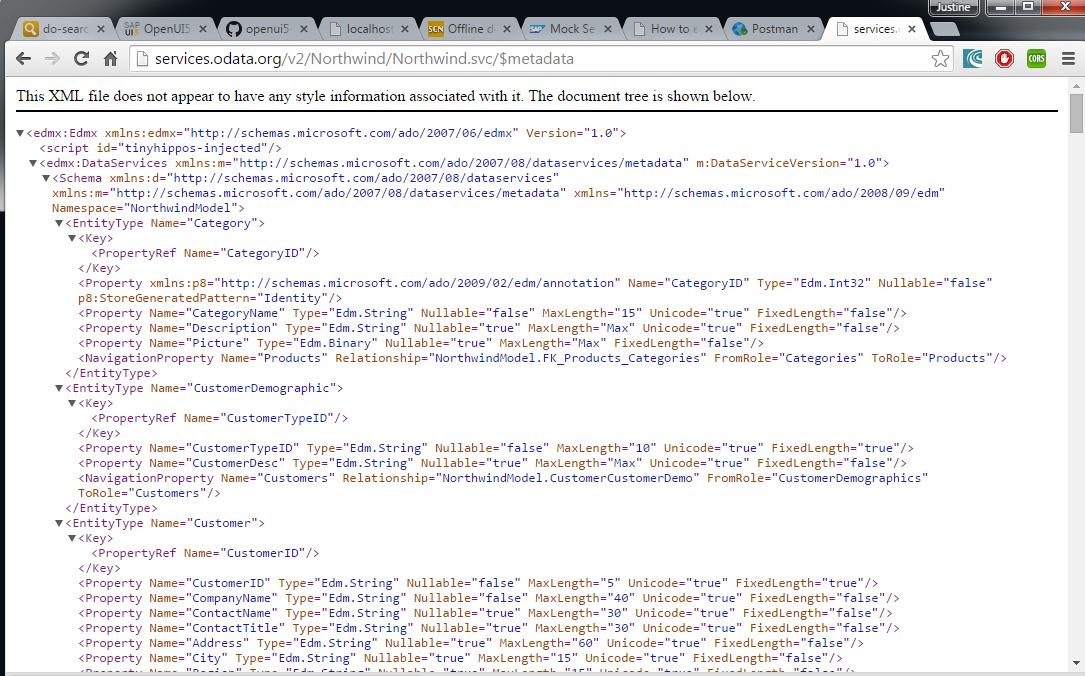 Justine
do-searc
OpenUI5
openui5-
localhos
Offline d
Mock Se
How to e
Postman
services.c
services.odata.org/v2/Northwind/Northwind.svc/$metadata
CORS
This XML file does not appear to have any style information associated with it. The document tree is shown below.
▼<edmx:Edmx xmlns:edmx="http://schemas.microsoft.com/ado/2007/06/edmx" Version="1.0">
<script id="tinyhippos-injected"/>
▼<edmx:DataServices xmlns:m="http://schemas.microsoft.com/ado/2007/08/dataservices/metadata" m:DataServiceVersion="1.0">
▼<Schema xmlns:d="http://schemas.microsoft.com/ado/2007/08/dataservices"
xmlns:m="http://schemas.microsoft.com/ado/2007/08/dataservices/metadata" xmlns="http://schemas.microsoft.com/ado/2008/09/edm"
Namespace="NorthwindModel">
▼<EntityType Name="Category">
▼<Key>
<PropertyRef Name="CategoryID"/>
</Key>
<Property xmlns:p8="http://schemas.microsoft.com/ado/2009/02/edm/annotation" Name="CategoryID" Type="Edm.Int32" Nullable="false"
p8:StoreGeneratedPattern="Identity"/>
<Property Name="CategoryName" Type="Edm.String" Nullable="false" MaxLength="15" Unicode="true" FixedLength="false"/>
<Property Name="Description" Type="Edm.String" Nullable="true" MaxLength="Max" Unicode="true" FixedLength="false"/>
<Property Name="Picture" Type="Edm.Binary" Nullable="true" MaxLength="Max" FixedLength="false"/>
<NavigationProperty Name="Products" Relationship="NorthwindModel.FK_Products_Categories" FromRole="Categories" ToRole="Products"/>
</EntityType>
▼<EntityType Name="CustomerDemographic">
▼<Key>
<PropertyRef Name="CustomerTypeID"/>
</Key>
<Property Name="CustomerTypeID" Type="Edm.String" Nullable="false" MaxLength="10" Unicode="true" FixedLength="true"/>
<Property Name="CustomerDesc" Type="Edm.String" Nullable="true" MaxLength="Max" Unicode="true" FixedLength="false"/>
<NavigationProperty Name="Customers" Relationship="NorthwindModel.CustomerCustomerDemo" FromRole="CustomerDemographics"
ToRole="Customers"/>
</EntityType>
▼<EntityType Name="Customer">
▼<Key>
<PropertyRef Name="CustomerID"/>
</Key>
<Property Name="CustomerID" Type="Edm.String" Nullable="false" MaxLength="5" Unicode="true" FixedLength="true"/>
<Property Name="CompanyName" Type="Edm.String" Nullable="false" MaxLength="40" Unicode="true" FixedLength="false"/>
<Property Name="ContactName" Type="Edm.String" Nullable="true" MaxLength="30" Unicode="true" FixedLength="false"/>
<Property Name="ContactTitle" Type="Edm.String" Nullable="true" MaxLength="30" Unicode="true" FixedLength="false"/>
<Property Name="Address" Type="Edm.String" Nullable="true" MaxLength="60" Unicode="true" FixedLength="false"/>
<Property Name="City" Type="Edm.String" Nullable="true" MaxLength="15" Unicode="true" FixedLength="false"/>
<Property Name="Region" Type="Edm.String" Nullable="true" MaxLength="15" Unicode="true" FixedLength="false"/>